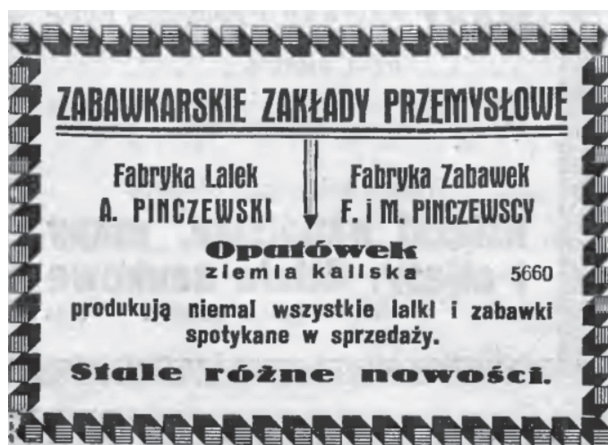 ZABAWKARSKIE ZAKŁADY PRZEMYSŁOWE
Fabryka Lalek
A. PINCZEWSKI
Fabryka Zabawek
F. i M. PINCZEWSCY
Opatówek
ziemia kaliska 5660
produkują niemal wszystkie lalki i zabawki
spotykane w sprzedaży.
Stale różne nowości.